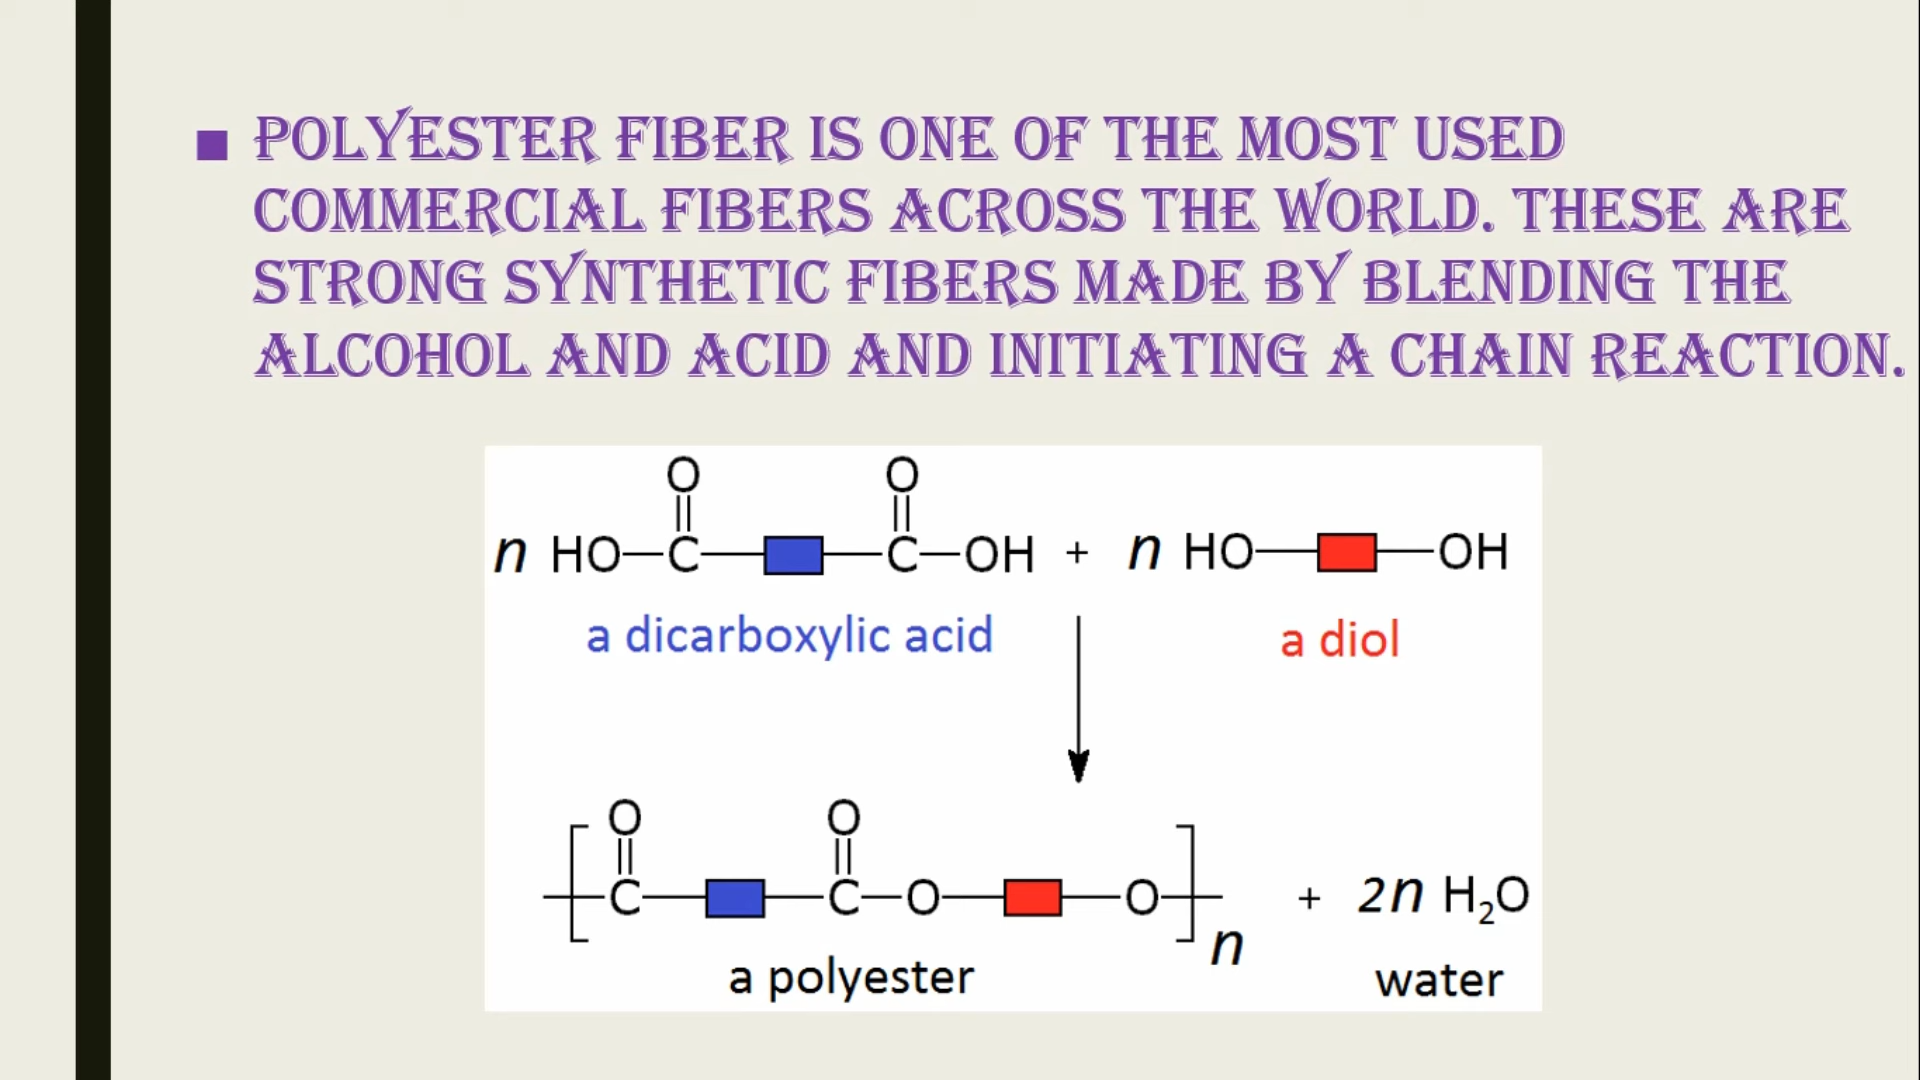 POLYESTER FIBER IS ONE OF THE MOST USED
COMMERCIAL FIBERS ACROSS THE WORLD. THESE ARE
STRONG SYNTHETIC FIBERS MADE BY BLENDING THE
ALCOHOL AND ACID AND INITIATING A CHAIN REACTION.
O O
n HO—C—C—OH + n HO—OH
a dicarboxylic acid a diol
O O
[C—C—O—O]n + 2n H₂O
a polyester water